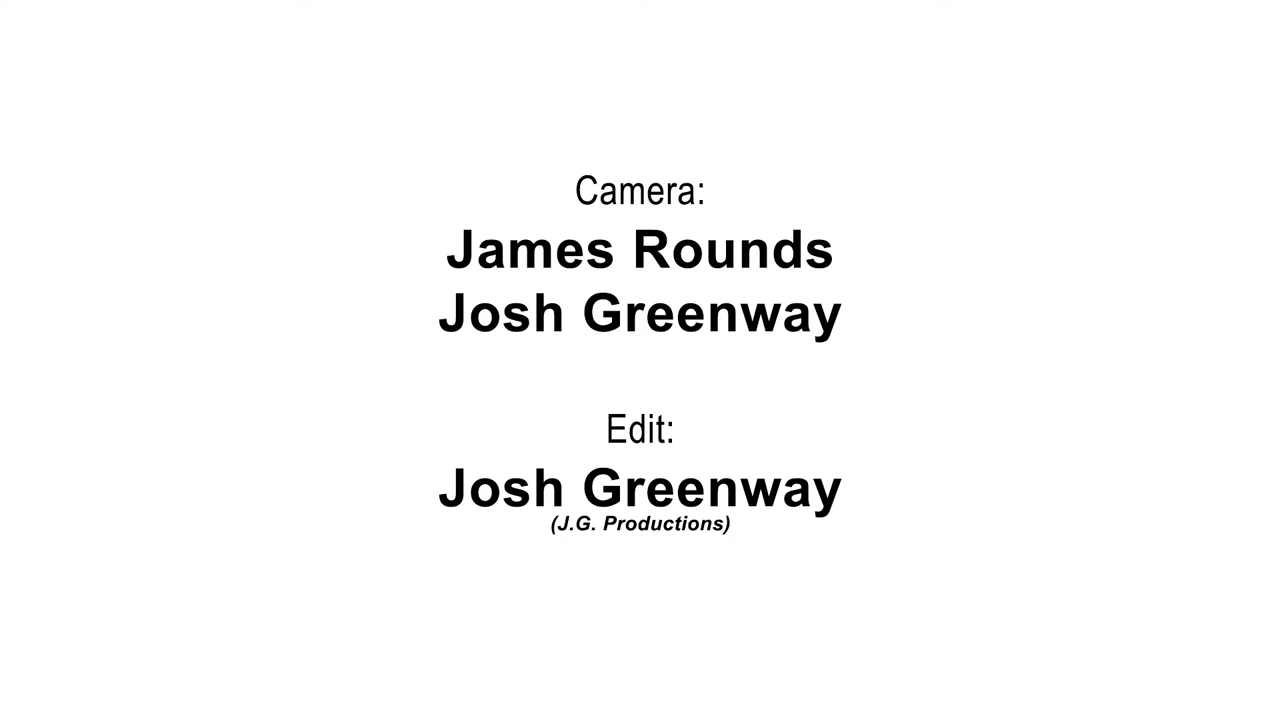 Camera:
James Rounds
Josh Greenway
Edit:
Josh Greenway
(J.G. Productions)